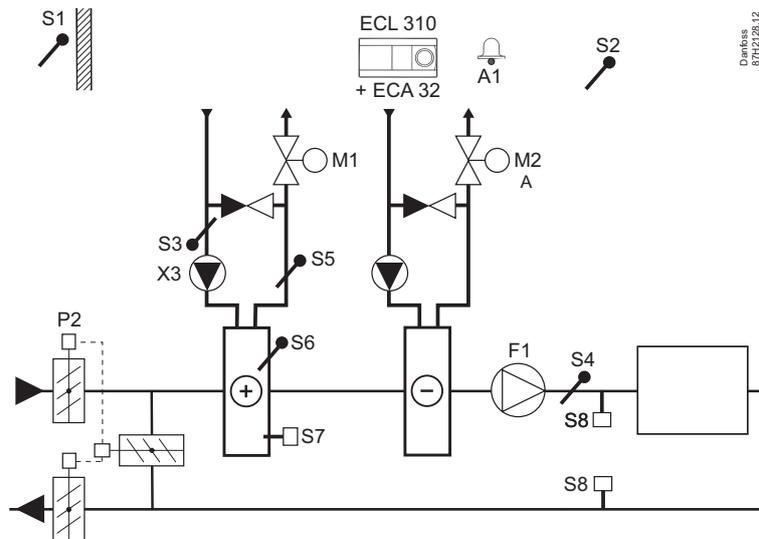 S1
ECL 310
+ ECA 32
A1
S2
Danfoss
87H2128.12
M1
M2
A
S3
X3
S5
P2
S6
F1
S4
S7
S8
S8